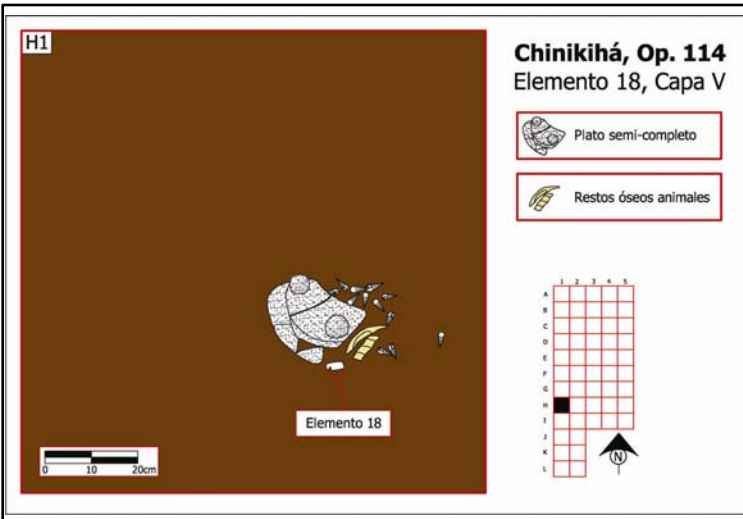 H1
Chinikihá, Op. 114
Elemento 18, Capa V
Plato semi-completo
Restos óseos animales
1 2 3 4 5
A
B
C
D
E
F
G
H
I
J
K
L
N
Elemento 18
0 10 20cm